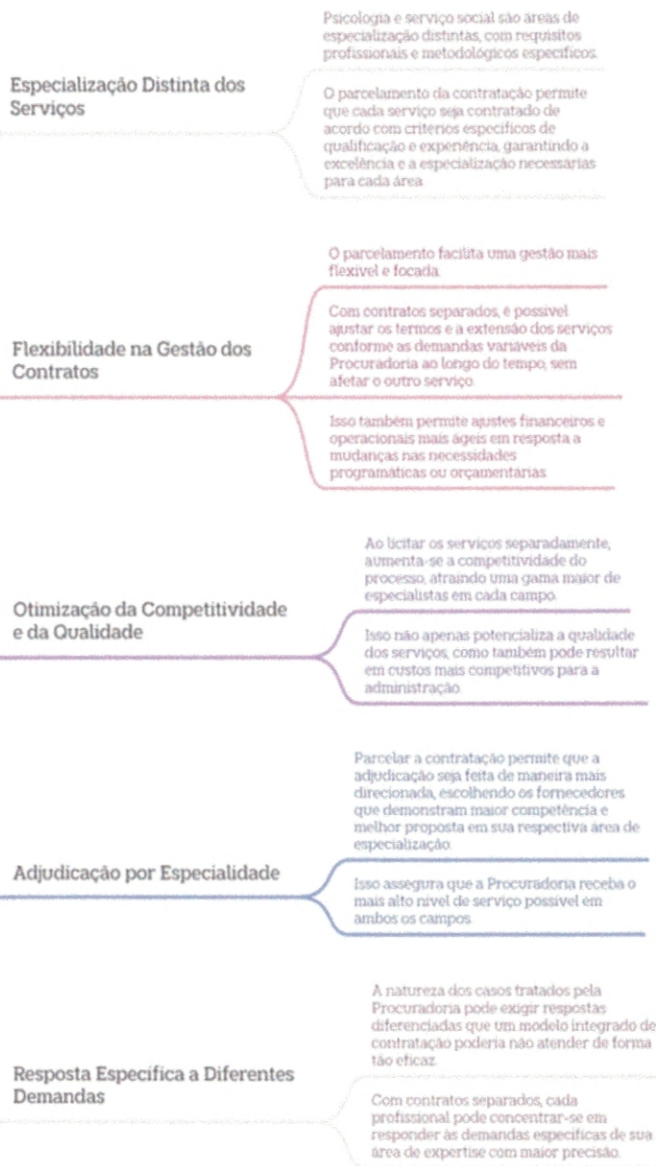 Especialização Distinta dos
Serviços
Psicologia e serviço social são áreas de
especialização distintas, com requisitos
profissionais e metodológicos específicos.
O parcelamento da contratação permite
que cada serviço seja contratado de
acordo com critérios específicos de
qualificação e experiência, garantindo a
excelência e a especialização necessárias
para cada área.
Flexibilidade na Gestão dos
Contratos
O parcelamento facilita uma gestão mais
flexível e focada.
Com contratos separados, é possível
ajustar os termos e a extensão dos serviços
conforme as demandas variáveis da
Procuradoria ao longo do tempo, sem
afetar o outro serviço.
Isso também permite ajustes financeiros e
operacionais mais ágeis em resposta a
mudanças nas necessidades
programáticas ou orçamentárias.
Otimização da Competitividade
e da Qualidade
Ao licitar os serviços separadamente,
aumenta-se a competitividade do
processo, atraindo uma gama maior de
especialistas em cada campo.
Isso não apenas potencializa a qualidade
dos serviços, como também pode resultar
em custos mais competitivos para a
administração.
Adjudicação por Especialidade
Parcelar a contratação permite que a
adjudicação seja feita de maneira mais
direcionada, escolhendo os fornecedores
que demonstram maior competência e
melhor proposta em sua respectiva área de
especialização.
Isso assegura que a Procuradoria receba o
mais alto nível de serviço possível em
ambos os campos.
Resposta Específica a Diferentes
Demandas
A natureza dos casos tratados pela
Procuradoria pode exigir respostas
diferenciadas que um modelo integrado de
contratação poderia não atender de forma
tão eficaz.
Com contratos separados, cada
profissional pode concentrar-se em
responder às demandas específicas de sua
área de expertise com maior precisão.